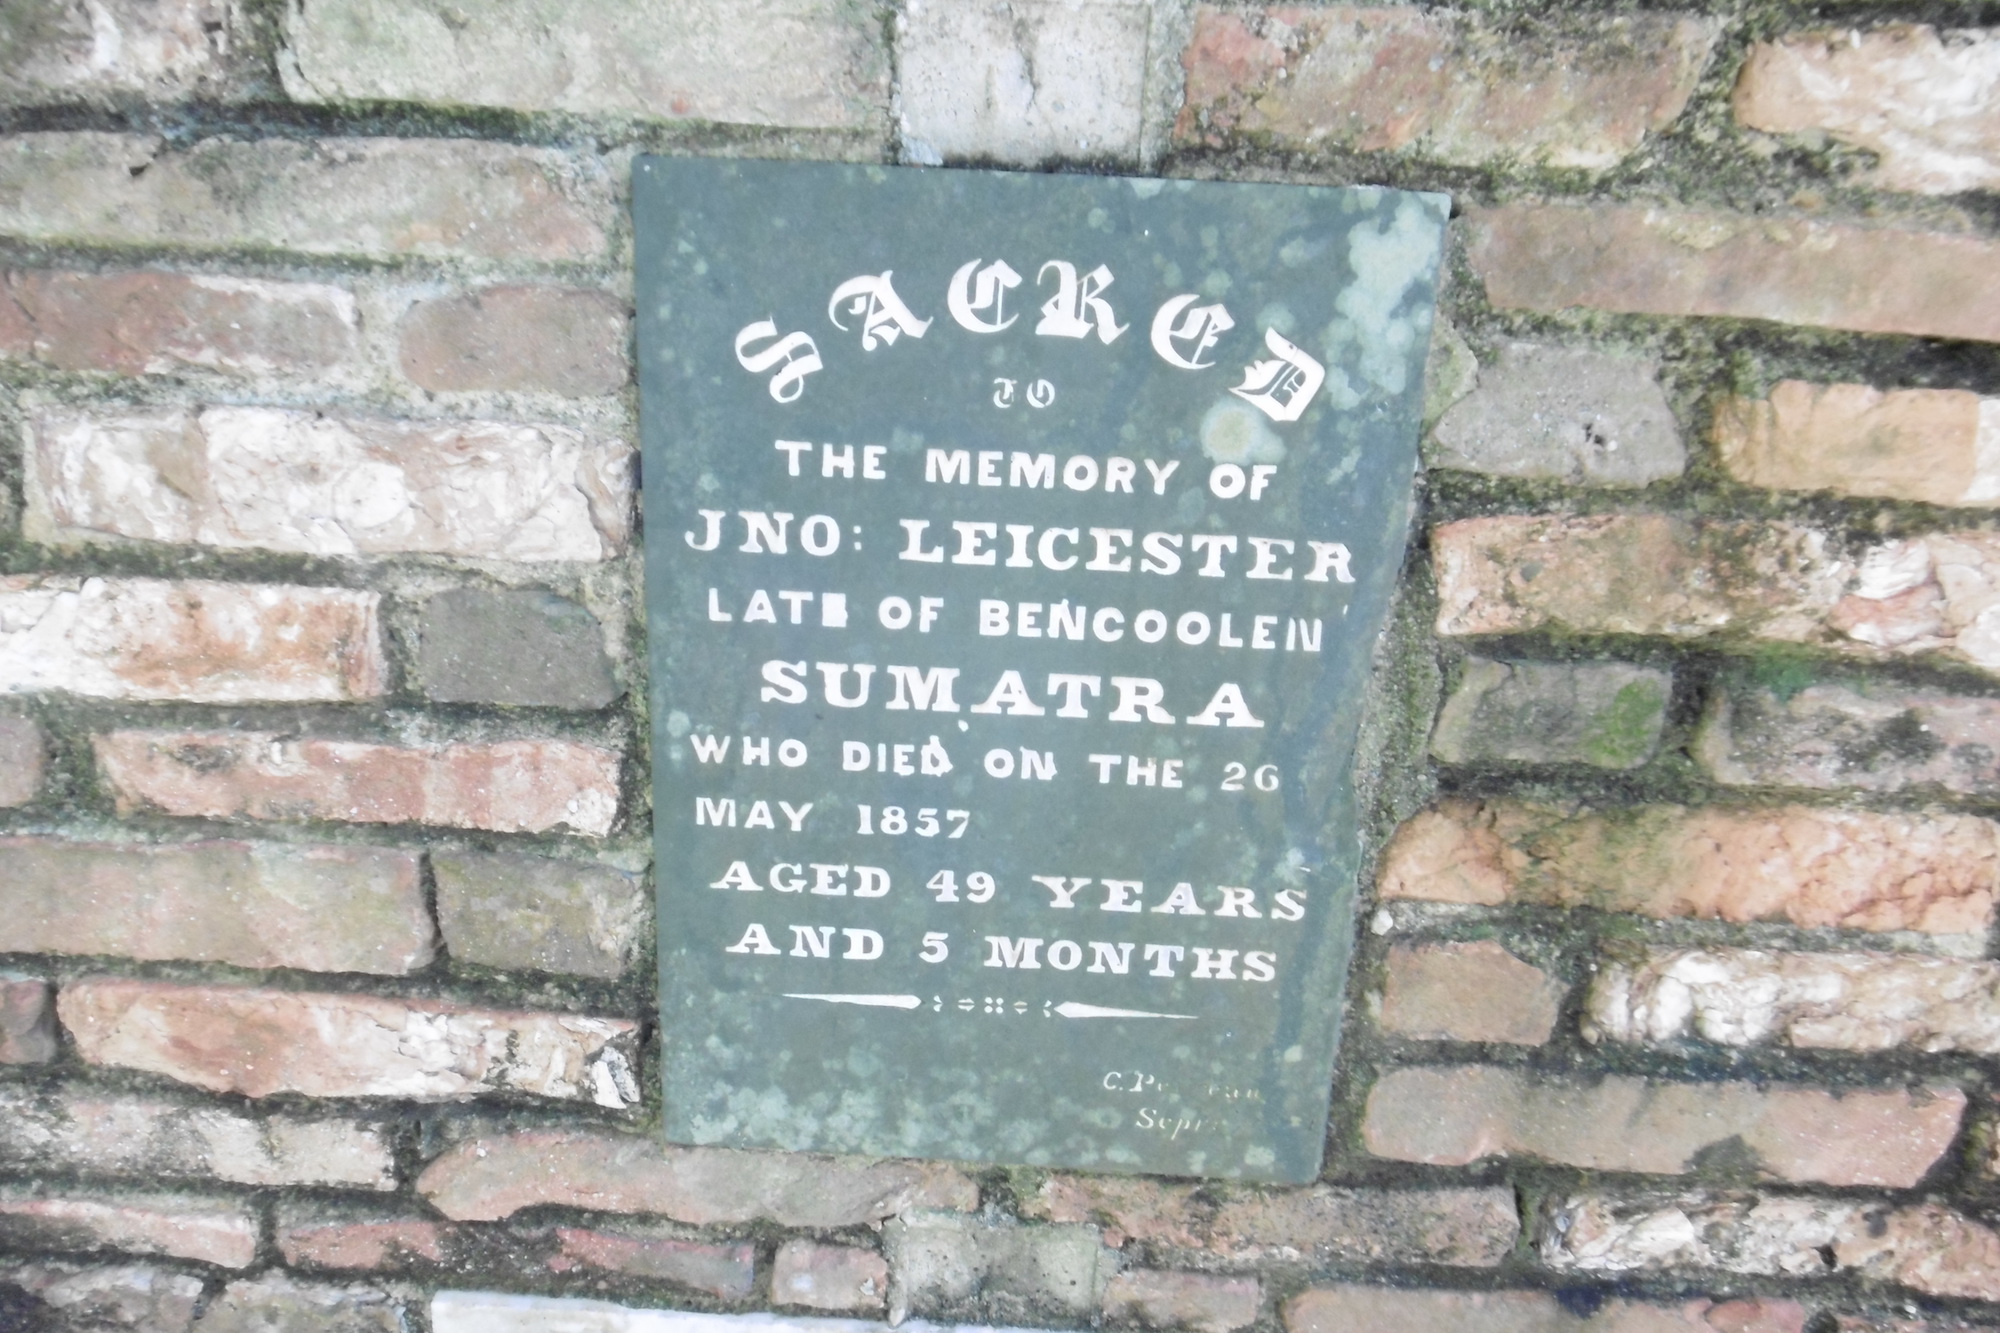 SACRED
TO
THE MEMORY OF
JNO: LEICESTER
LATE OF BENCOOLEN
SUMATRA
WHO DIED ON THE 26
MAY 1857
AGED 49 YEARS
AND 5 MONTHS
C.